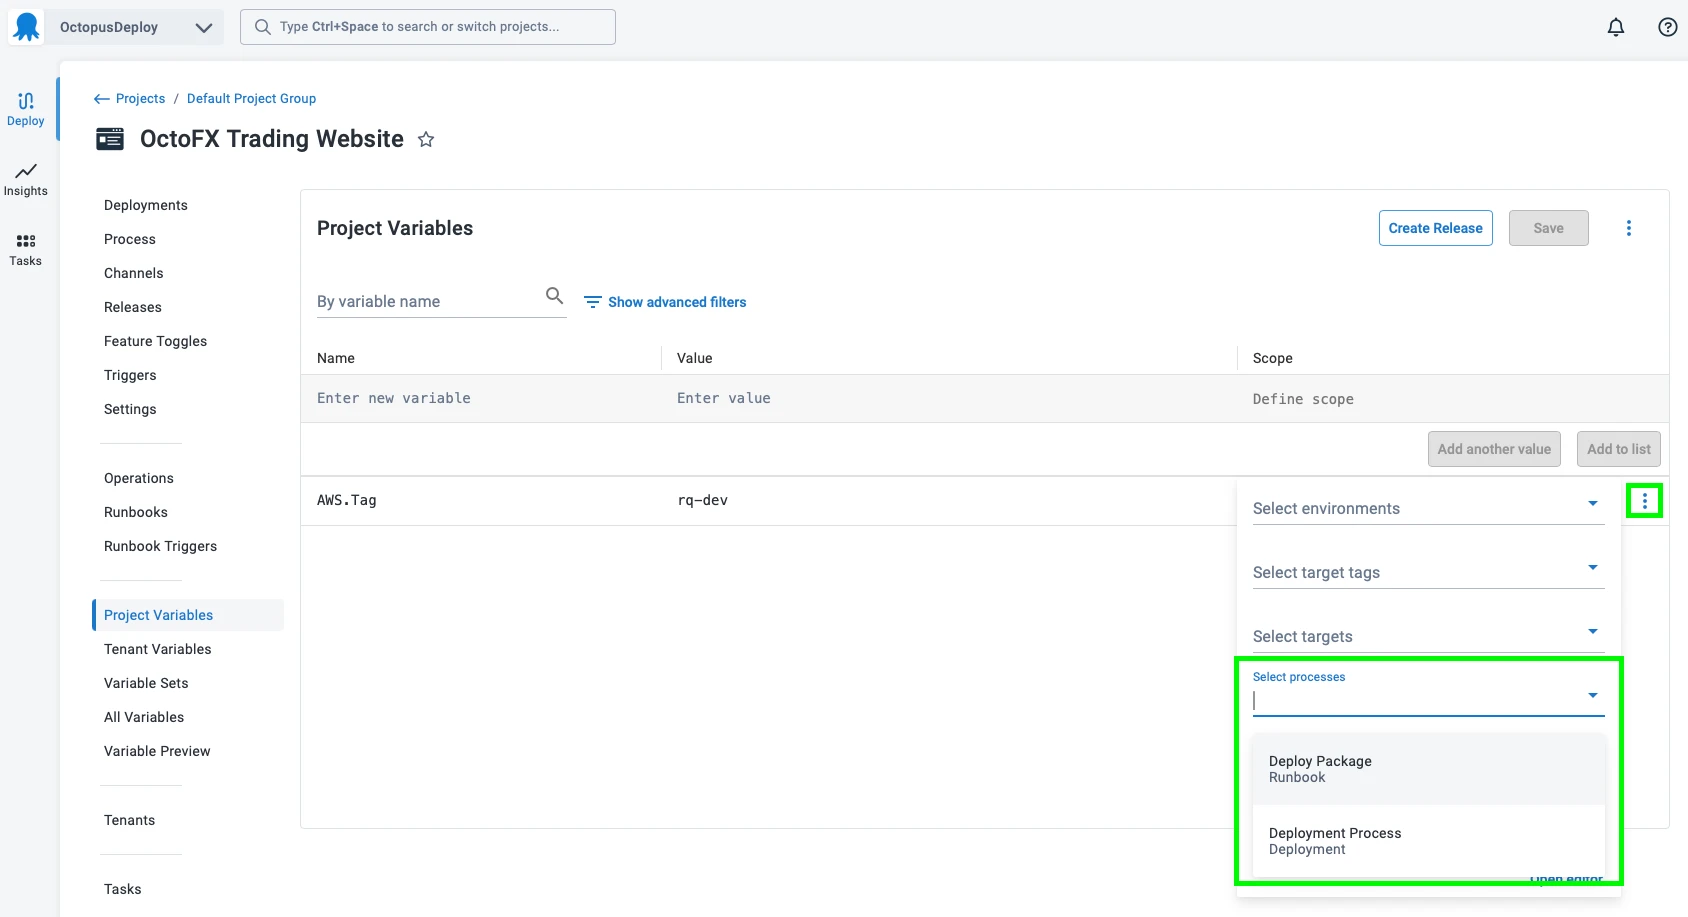 OctopusDeploy
Type Ctrl+Space to search or switch projects...
Deploy
Insights
Tasks
Projects / Default Project Group
OctoFX Trading Website
Deployments
Process
Channels
Releases
Feature Toggles
Triggers
Settings
Operations
Runbooks
Runbook Triggers
Project Variables
Tenant Variables
Variable Sets
All Variables
Variable Preview
Tenants
Tasks
Project Variables
Create Release
Save
By variable name
Show advanced filters
Name Value Scope
Enter new variable Enter value Define scope
Add another value Add to list
AWS.Tag rq-dev
Select environments
Select target tags
Select targets
Select processes
Deploy Package
Runbook
Deployment Process
Deployment
Open editor